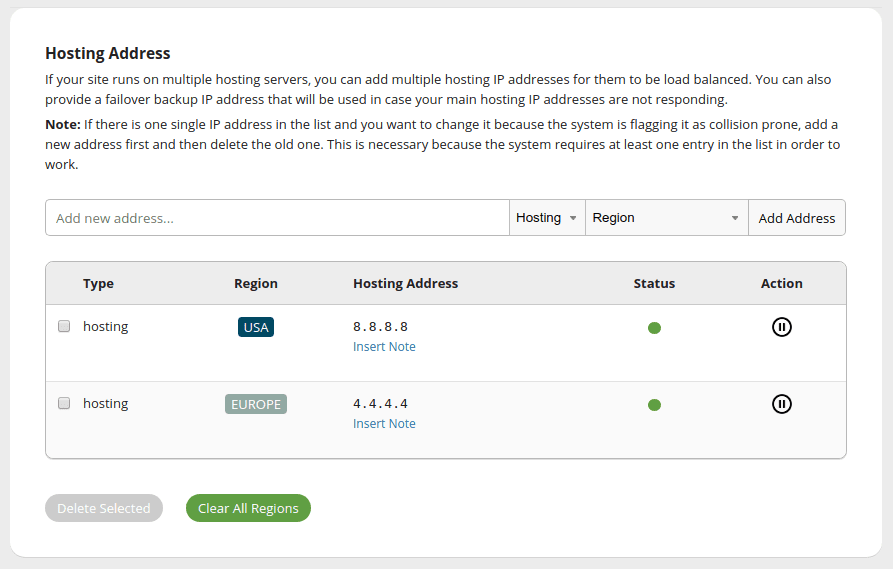 Hosting Address
If your site runs on multiple hosting servers, you can add multiple hosting IP addresses for them to be load balanced. You can also
provide a failover backup IP address that will be used in case your main hosting IP addresses are not responding.
Note: If there is one single IP address in the list and you want to change it because the system is flagging it as collision prone, add a
new address first and then delete the old one. This is necessary because the system requires at least one entry in the list in order to
work.
Add new address... Hosting Region Add Address
Type Region Hosting Address Status Action
hosting USA 8.8.8.8
Insert Note
hosting EUROPE 4.4.4.4
Insert Note
Delete Selected Clear All Regions